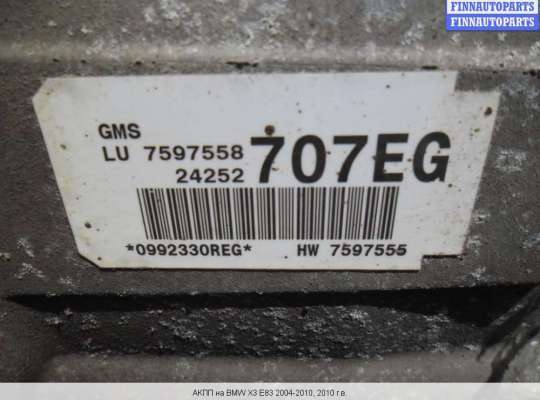 FINNAUTOPARTS
FINNAUTOPARTS
GMS
LU 7597558
24252
707EG
*0992330REG* HW 7597555
АКПП на BMW X3 E83 2004-2010, 2010 г.в.